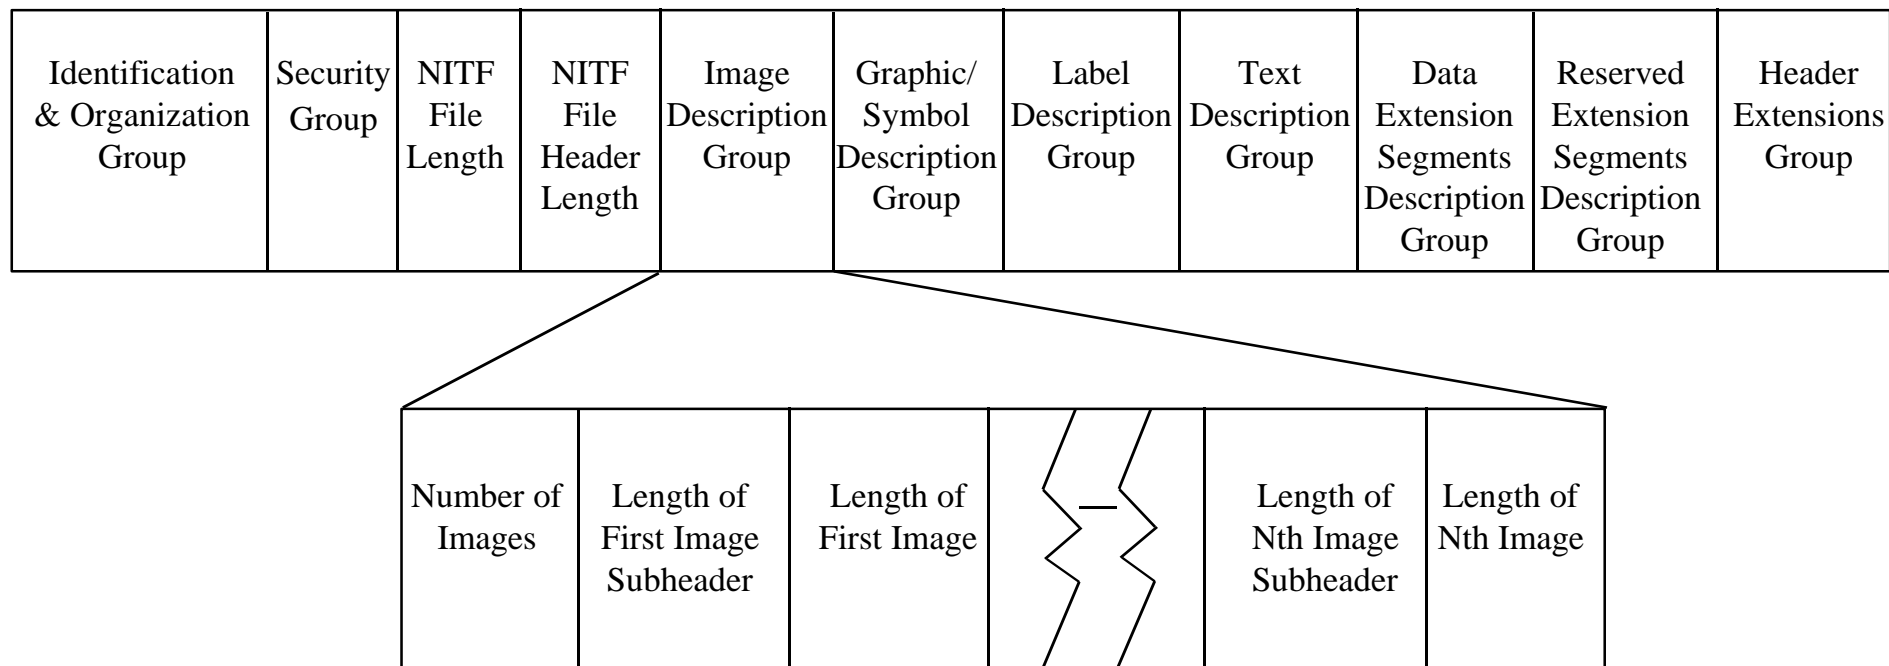 Identification
& Organization
Group
Security
Group
NITF
File
Length
NITF
File
Header
Length
Image
Description
Group
Graphic/
Symbol
Description
Group
Label
Description
Group
Text
Description
Group
Data
Extension
Segments
Description
Group
Reserved
Extension
Segments
Description
Group
Header
Extensions
Group
Number of
Images
Length of
First Image
Subheader
Length of
First Image
Length of
Nth Image
Subheader
Length of
Nth Image